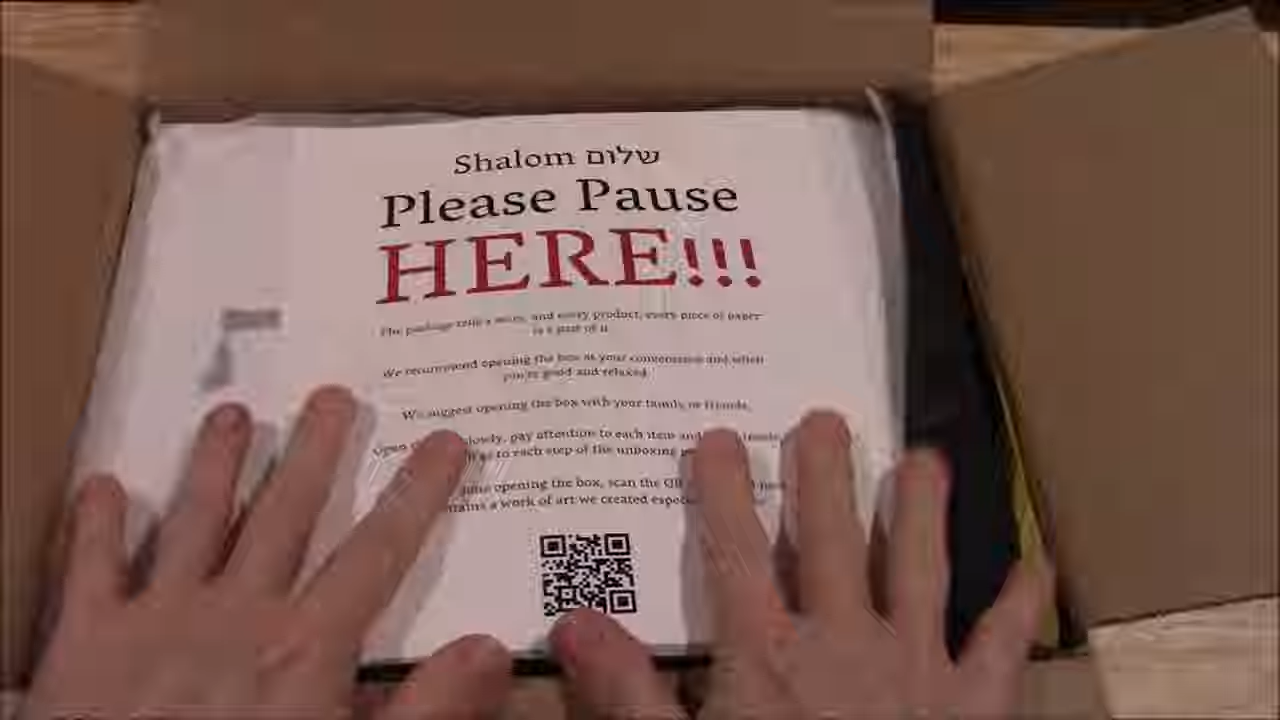 Shalom שלום
Please Pause
HERE!!!
The package tells a story, and every product, every piece of paper
is a part of it.
We recommend opening the box at your convenience and when
you're good and relaxed.
We suggest opening the box with your family or friends.
Open slowly, pay attention to each item and
to each step of the unboxing
opening the box, scan the QR
a work of art we created